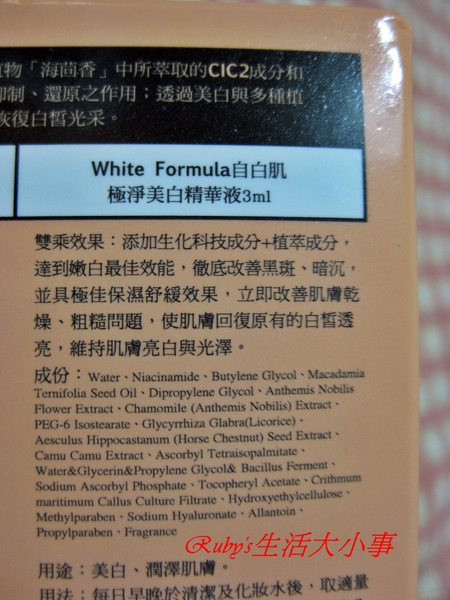 物「海茴香」中所萃取的CIC2成分和
抑制、還原之作用；透過美白與多種植
恢復白皙光采。
White Formula自白肌
極淨美白精華液3ml
雙乘效果：添加生化科技成分+植萃成分，
達到嫩白最佳效能，徹底改善黑斑、暗沉，
並具極佳保濕舒緩效果，立即改善肌膚乾
燥、粗糙問題，使肌膚回復原有的白皙透
亮，維持肌膚亮白與光澤。
成份：Water、Niacinamide、Butylene Glycol、Macadamia
Ternifolia Seed Oil、Dipropylene Glycol、Anthemis Nobilis
Flower Extract、Chamomile (Anthemis Nobilis) Extract、
PEG-6 Isostearate、Glycyrrhiza Glabra(Licorice)、
Aesculus Hippocastanum (Horse Chestnut) Seed Extract、
Camu Camu Extract、Ascorbyl Tetraisopalmitate、
Water&Glycerin&Propylene Glycol& Bacillus Ferment、
Sodium Ascorbyl Phosphate、Tocopheryl Acetate、Crithmum
maritimum Callus Culture Filtrate、Hydroxyethylcellulose、
Methylparaben、Sodium Hyaluronate、Allantoin、
Propylparaben、Fragrance
Ruby's生活大小事
用途：美白、潤澤肌膚。
用法：每日早晚於清潔及化妝水後，取適量